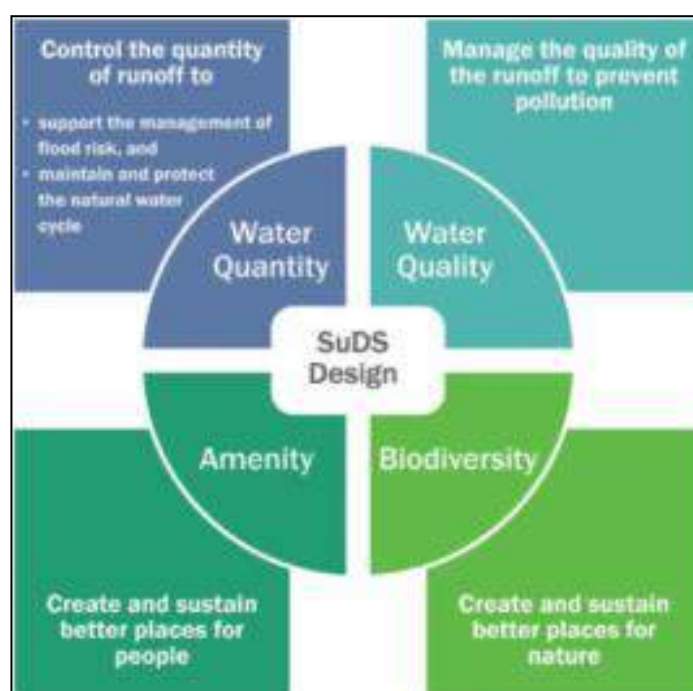 Control the quantity
of runoff to
• support the management of
flood risk, and
• maintain and protect
the natural water
cycle
Manage the quality of
the runoff to prevent
pollution
Water
Quantity
Water
Quality
SuDS
Design
Amenity
Biodiversity
Create and sustain
better places for
people
Create and sustain
better places for
nature